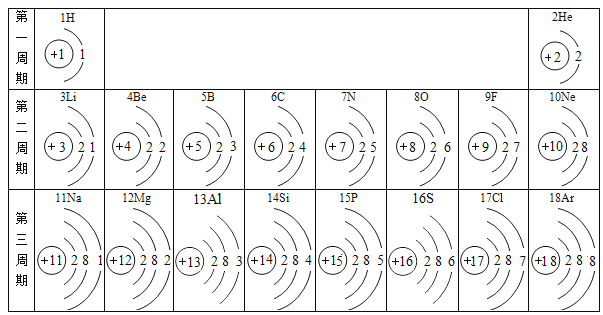 第一周期
1H
+1 1
2He
+2 2
第二周期
3Li
+3 2 1
4Be
+4 2 2
5B
+5 2 3
6C
+6 2 4
7N
+7 2 5
8O
+8 2 6
9F
+9 2 7
10Ne
+10 2 8
第三周期
11Na
+11 2 8 1
12Mg
+12 2 8 2
13Al
+13 2 8 3
14Si
+14 2 8 4
15P
+15 2 8 5
16S
+16 2 8 6
17Cl
+17 2 8 7
18Ar
+18 2 8 8